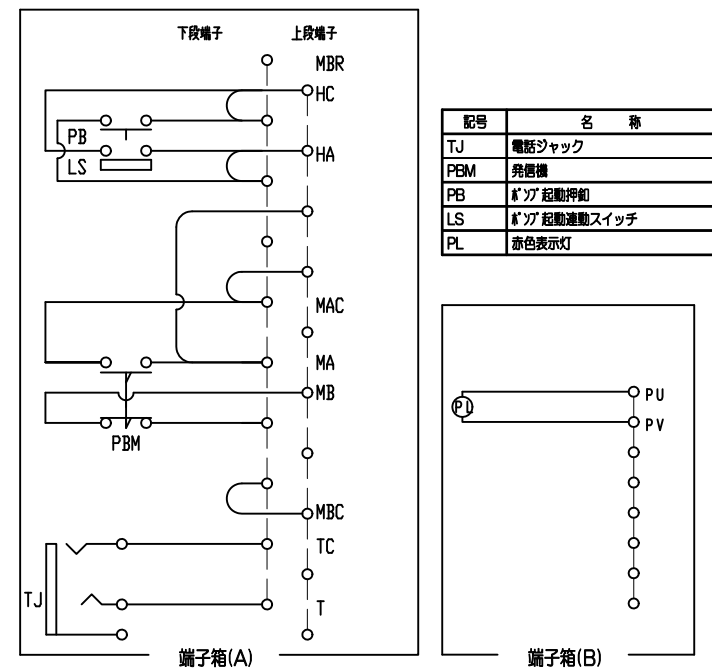 下段端子 上段端子
MBR
HC
PB
HA
LS
MAC
MA
MB
PBM
MBC
TC
TJ
T
端子箱(A)
記号 名 称
TJ 電話ジャック
PBM 発信機
PB ﾎﾟﾝﾌﾟ起動押釦
LS ﾎﾟﾝﾌﾟ起動連動スイッチ
PL 赤色表示灯
PL
PU
PV
端子箱(B)